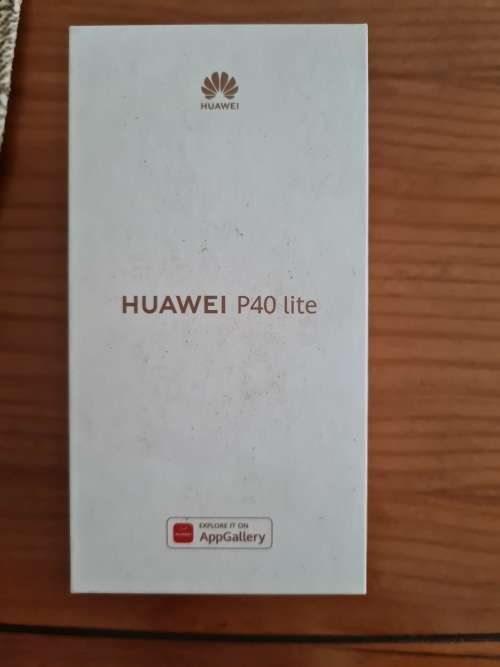 HUAWEI
HUAWEI P40 lite
EXPLORE IT ON
AppGallery